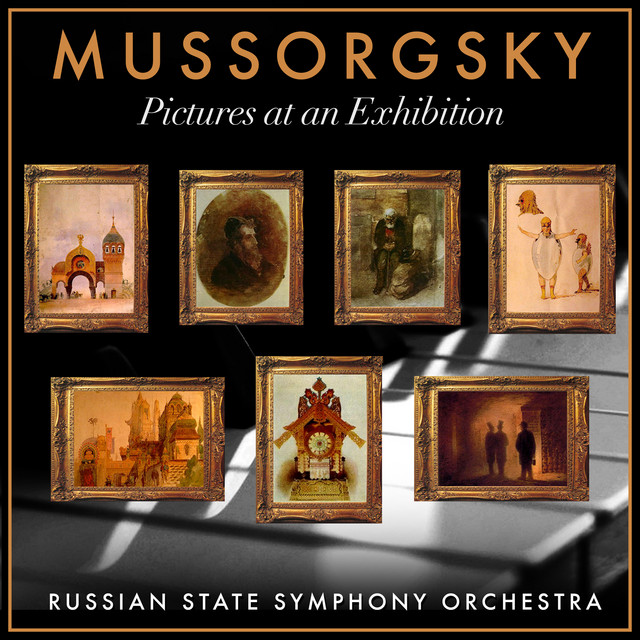 MUSSORGSKY
Pictures at an Exhibition
RUSSIAN STATE SYMPHONY ORCHESTRA